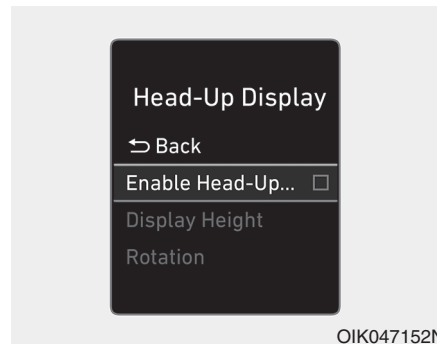 Head-Up Display
Back
Enable Head-Up...
Display Height
Rotation
OIK047152N